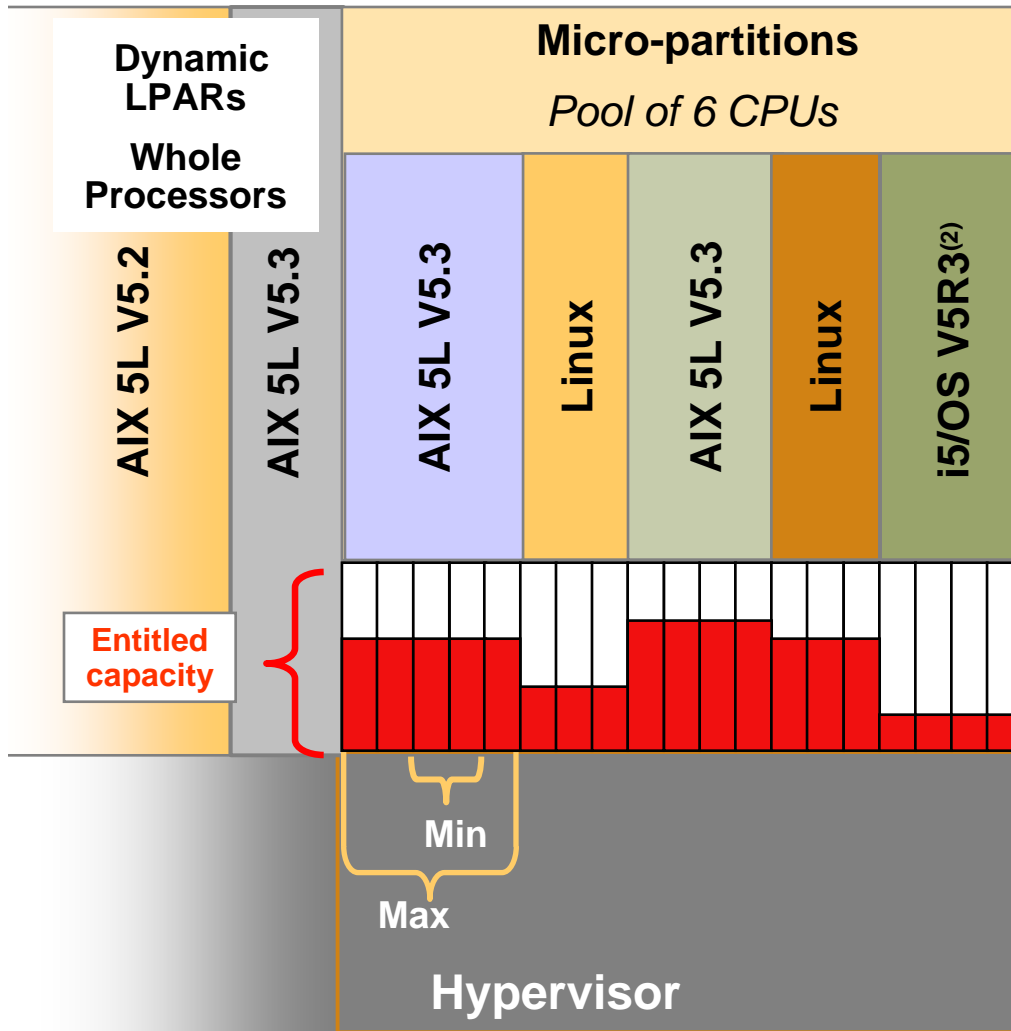 Dynamic
LPARs
Whole
Processors
Micro-partitions
Pool of 6 CPUs
AIX 5L V5.2
AIX 5L V5.3
AIX 5L V5.3
Linux
AIX 5L V5.3
Linux
i5/OS V5R3(2)
Entitled
capacity
Min
Max
Hypervisor